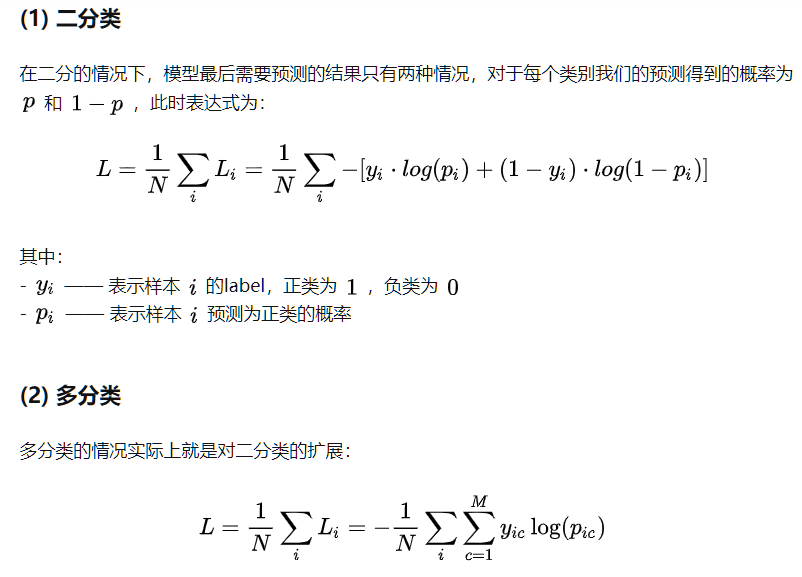 (1) 二分类
在二分的情况下，模型最后需要预测的结果只有两种情况，对于每个类别我们的预测得到的概率为
p 和 1 − p ，此时表达式为：
L = \frac{1}{N} \sum_{i} L_i = \frac{1}{N} \sum_{i} -[y_i \cdot log(p_i) + (1 - y_i) \cdot log(1 - p_i)]
其中：
- y_i —— 表示样本 i 的label，正类为 1 ，负类为 0
- p_i —— 表示样本 i 预测为正类的概率
(2) 多分类
多分类的情况实际上就是对二分类的扩展：
L = \frac{1}{N} \sum_{i} L_i = -\frac{1}{N} \sum_{i} \sum_{c=1}^{M} y_{ic} \log(p_{ic})